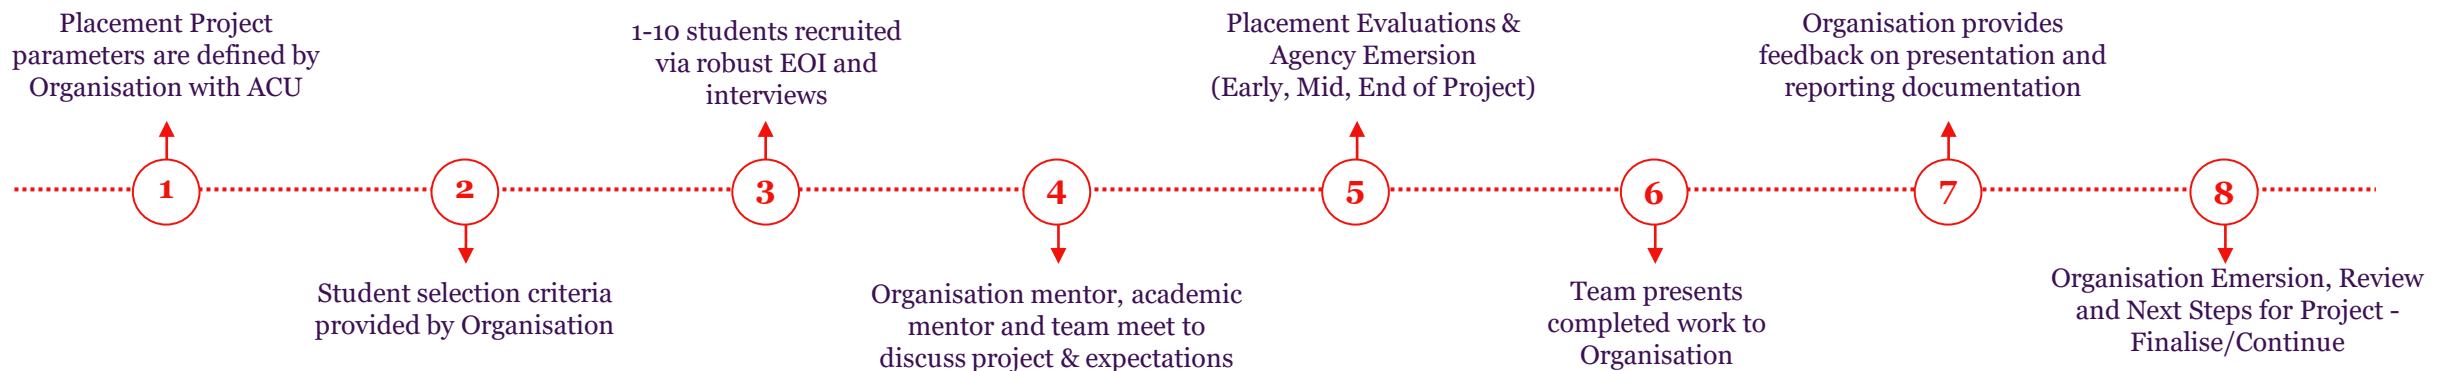 Placement Project
parameters are defined by
Organisation with ACU
1
2
Student selection criteria
provided by Organisation
1-10 students recruited
via robust EOI and
interviews
3
4
Organisation mentor, academic
mentor and team meet to
discuss project & expectations
Placement Evaluations &
Agency Emersion
(Early, Mid, End of Project)
5
6
Team presents
completed work to
Organisation
Organisation provides
feedback on presentation and
reporting documentation
7
8
Organisation Emersion, Review
and Next Steps for Project -
Finalise/Continue